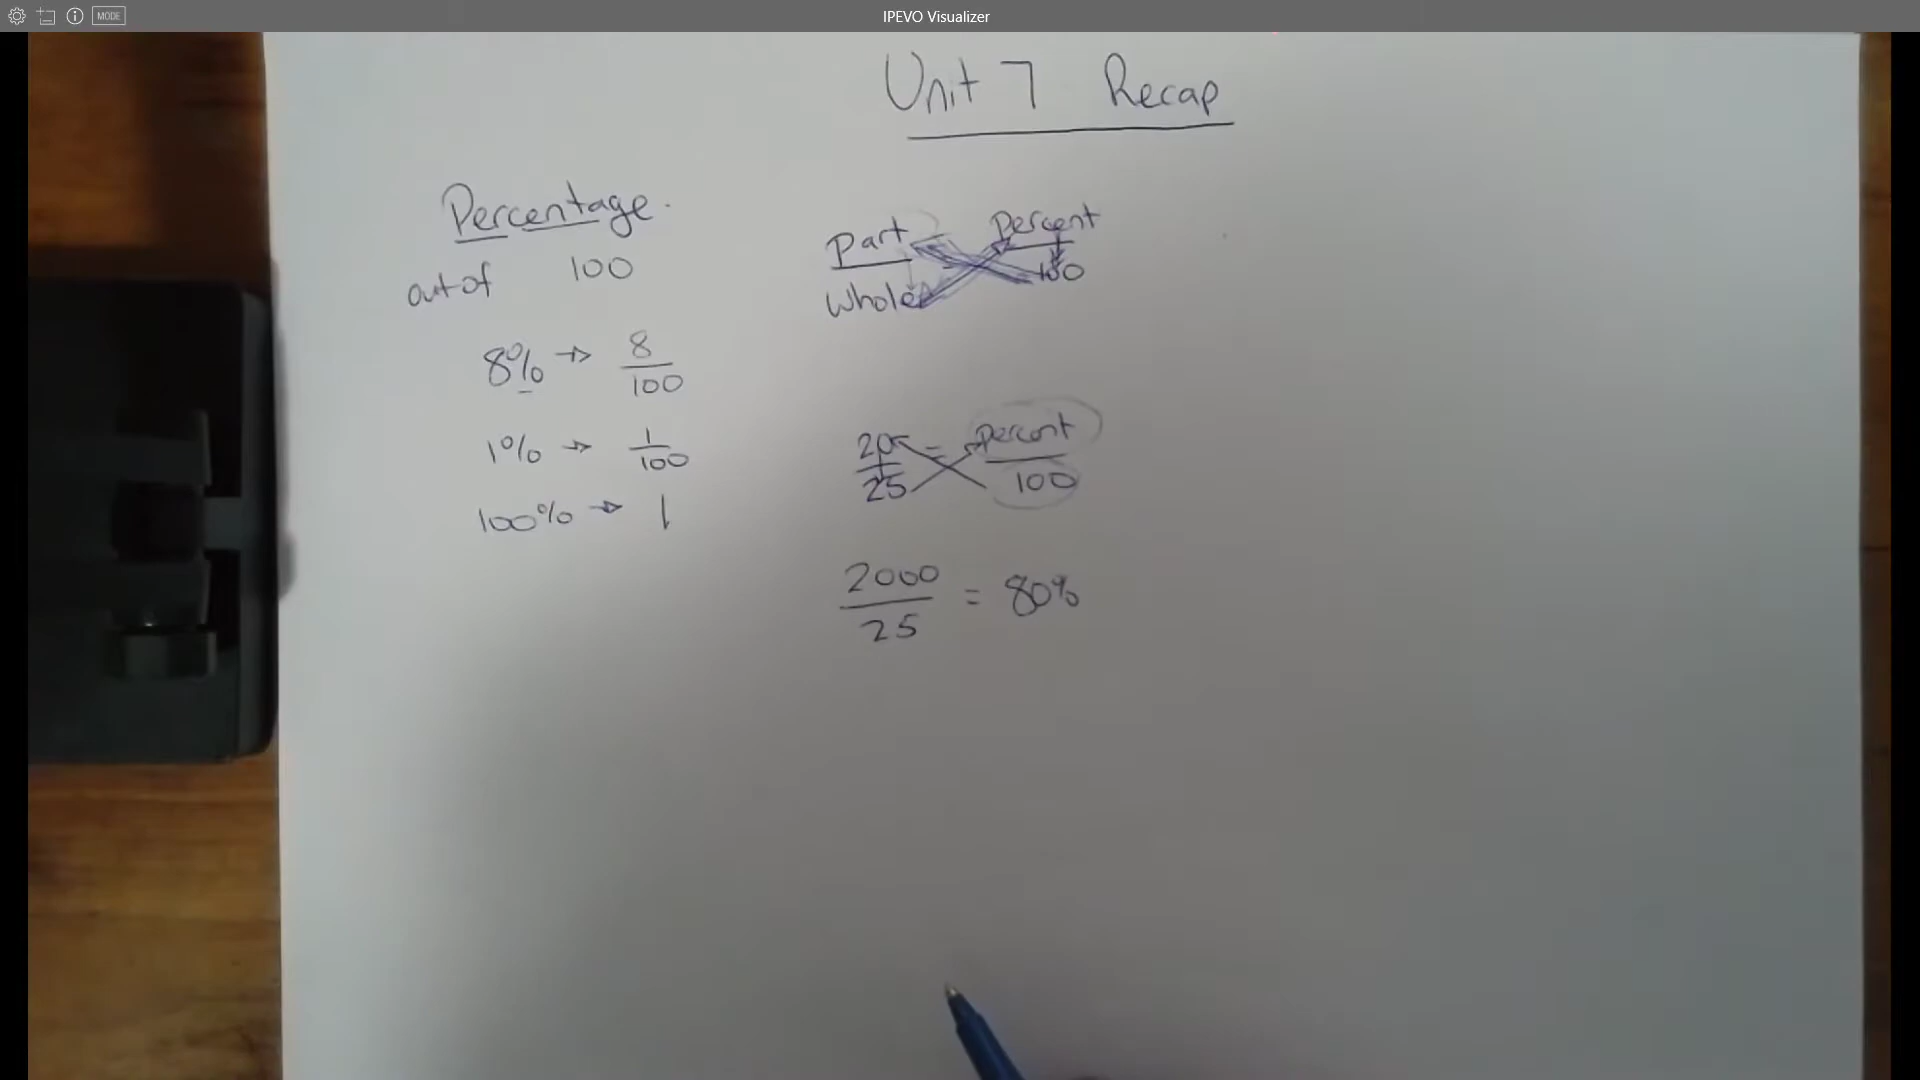 MODE
IPEVO Visualizer
Unit 7 Recap
Percentage.
out of 100
8% → 8/100
1% → 1/100
100% → 1
Part Percent
Whole 100
20 = Percent
25 100
2000/25 = 80%